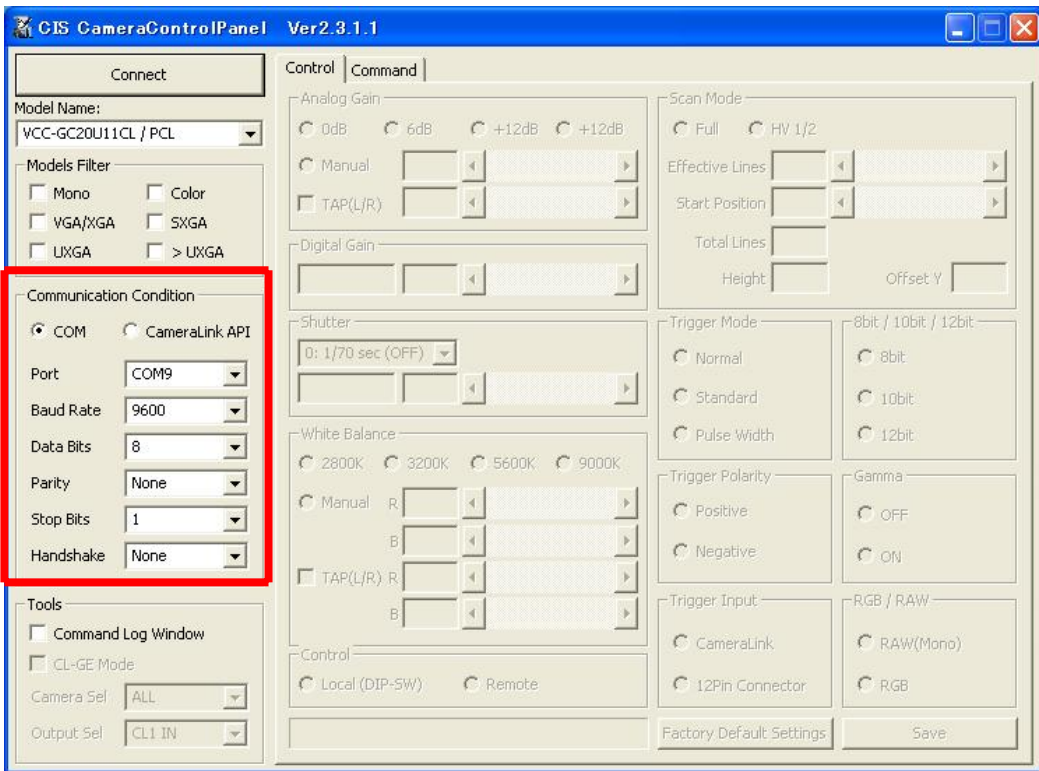 CIS CameraControlPanel Ver2.3.1.1
Connect
Model Name:
VCC-GC20U11CL / PCL
Models Filter
Mono Color
VGA/XGA SXGA
UXGA > UXGA
Communication Condition
COM CameraLink API
Port COM9
Baud Rate 9600
Data Bits 8
Parity None
Stop Bits 1
Handshake None
Tools
Command Log Window
CL-GE Mode
Camera Sel ALL
Output Sel CL1 IN
Control Command
Analog Gain
0dB 6dB +12dB +12dB
Manual
TAP(L/R)
Digital Gain
Shutter
0: 1/70 sec (OFF)
White Balance
2800K 3200K 5600K 9000K
Manual R
B
TAP(L/R) R
B
Control
Local (DIP-SW) Remote
Scan Mode
Full HV 1/2
Effective Lines
Start Position
Total Lines
Height Offset Y
Trigger Mode
Normal
Standard
Pulse Width
8bit / 10bit / 12bit
8bit
10bit
12bit
Trigger Polarity
Positive
Negative
Gamma
OFF
ON
Trigger Input
CameraLink
12Pin Connector
RGB / RAW
RAW(Mono)
RGB
Factory Default Settings Save